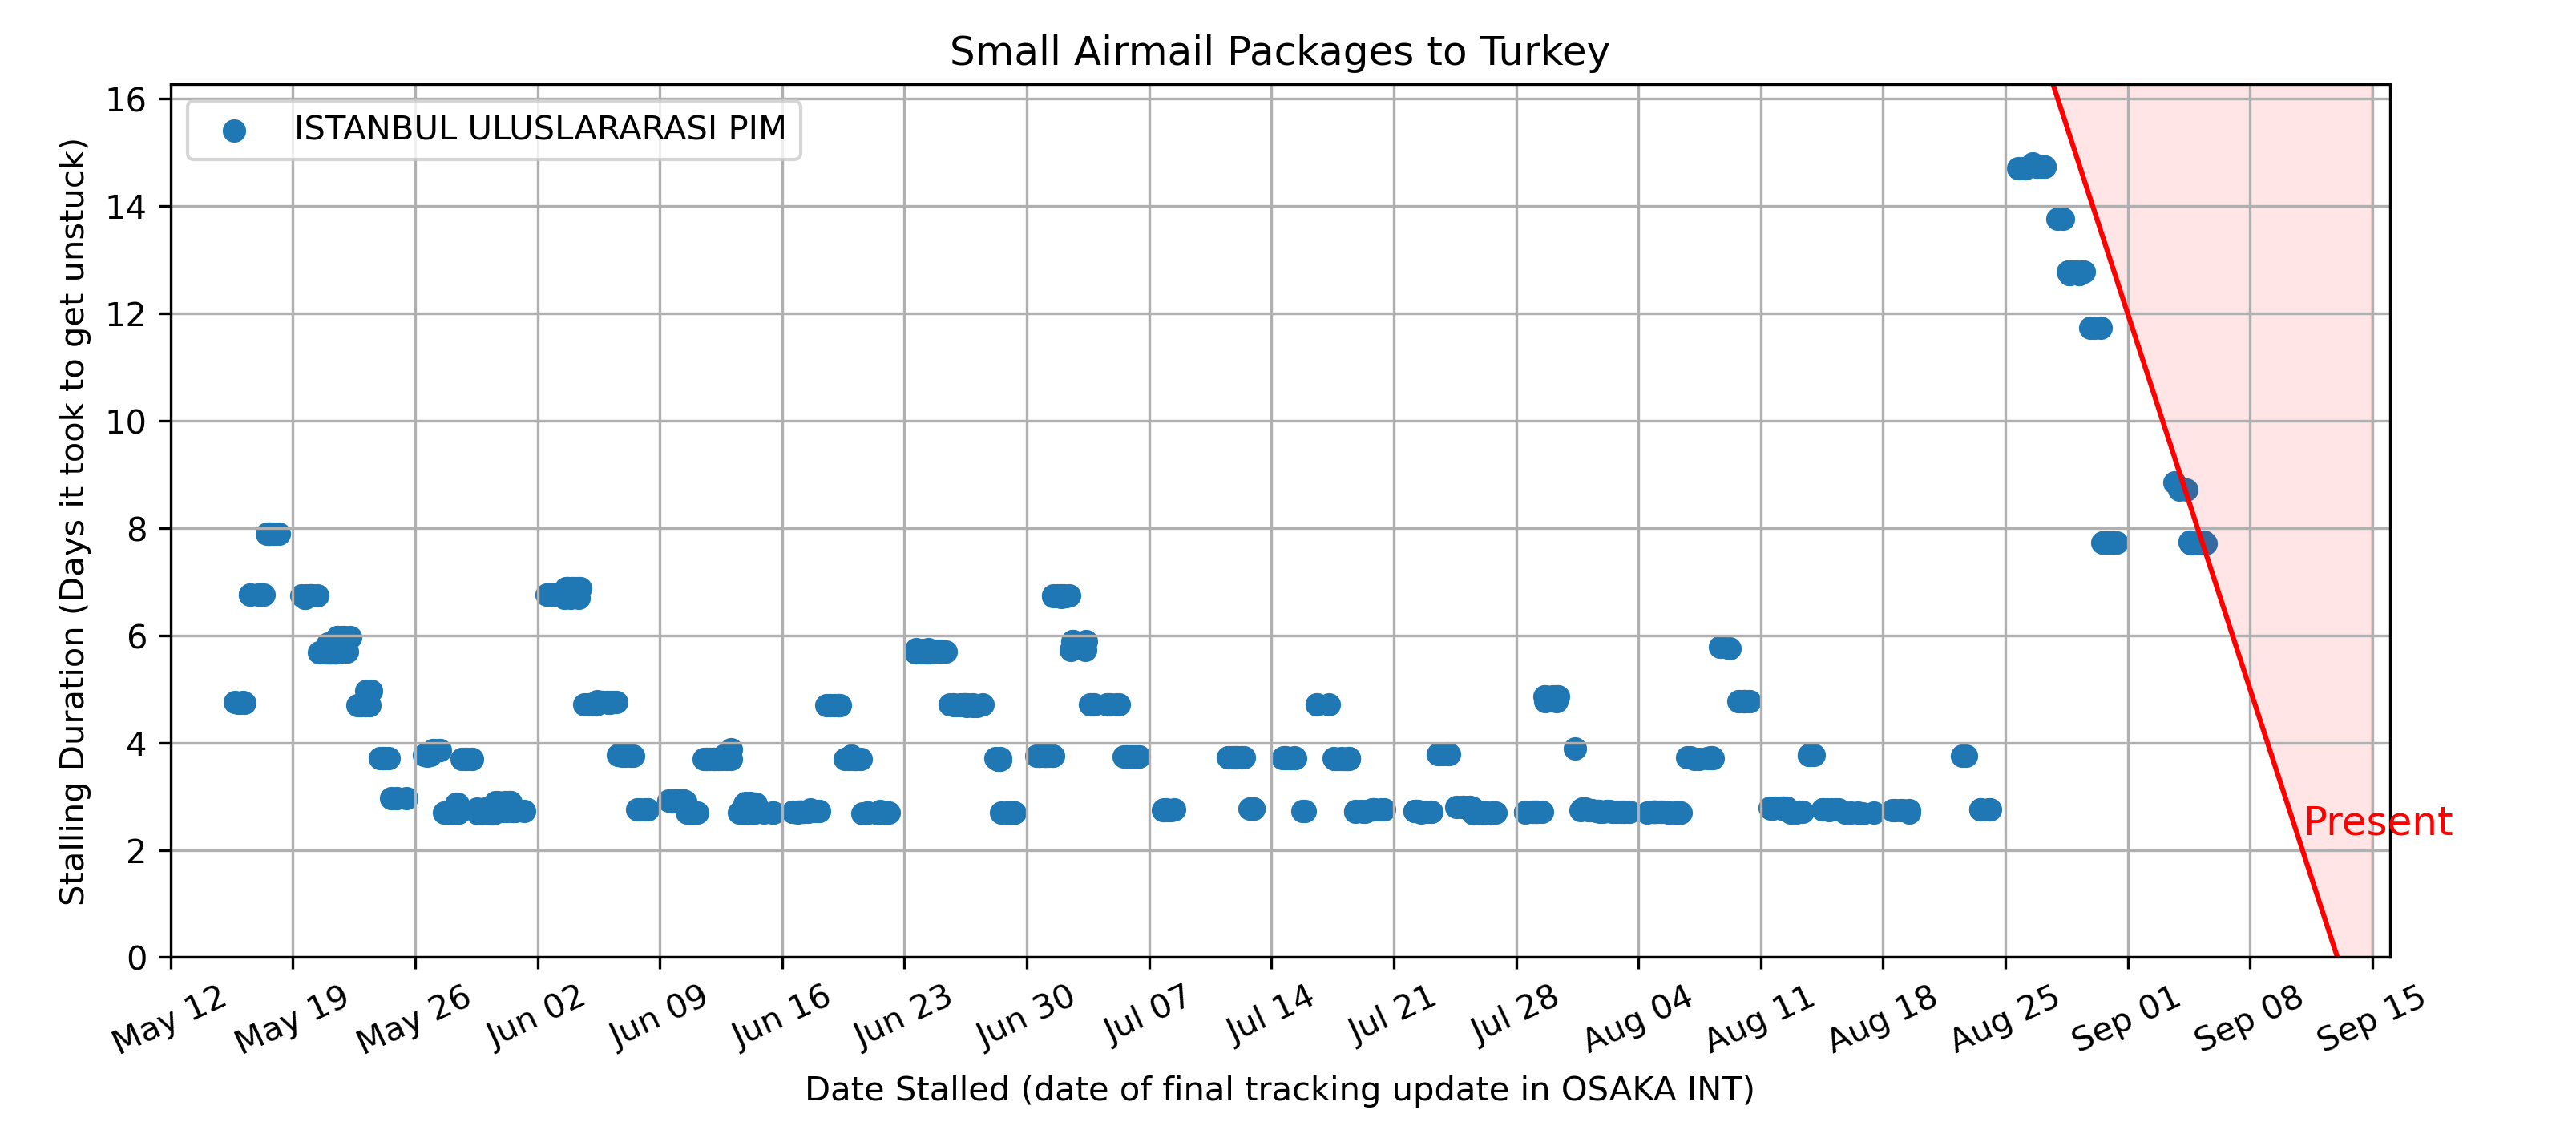 Small Airmail Packages to Turkey
ISTANBUL ULUSLARARASI PIM
Stalling Duration (Days it took to get unstuck)
16
14
12
10
8
6
4
2
0
Present
May 12
May 19
May 26
Jun 02
Jun 09
Jun 16
Jun 23
Jun 30
Jul 07
Jul 14
Jul 21
Jul 28
Aug 04
Aug 11
Aug 18
Aug 25
Sep 01
Sep 08
Sep 15
Date Stalled (date of final tracking update in OSAKA INT)